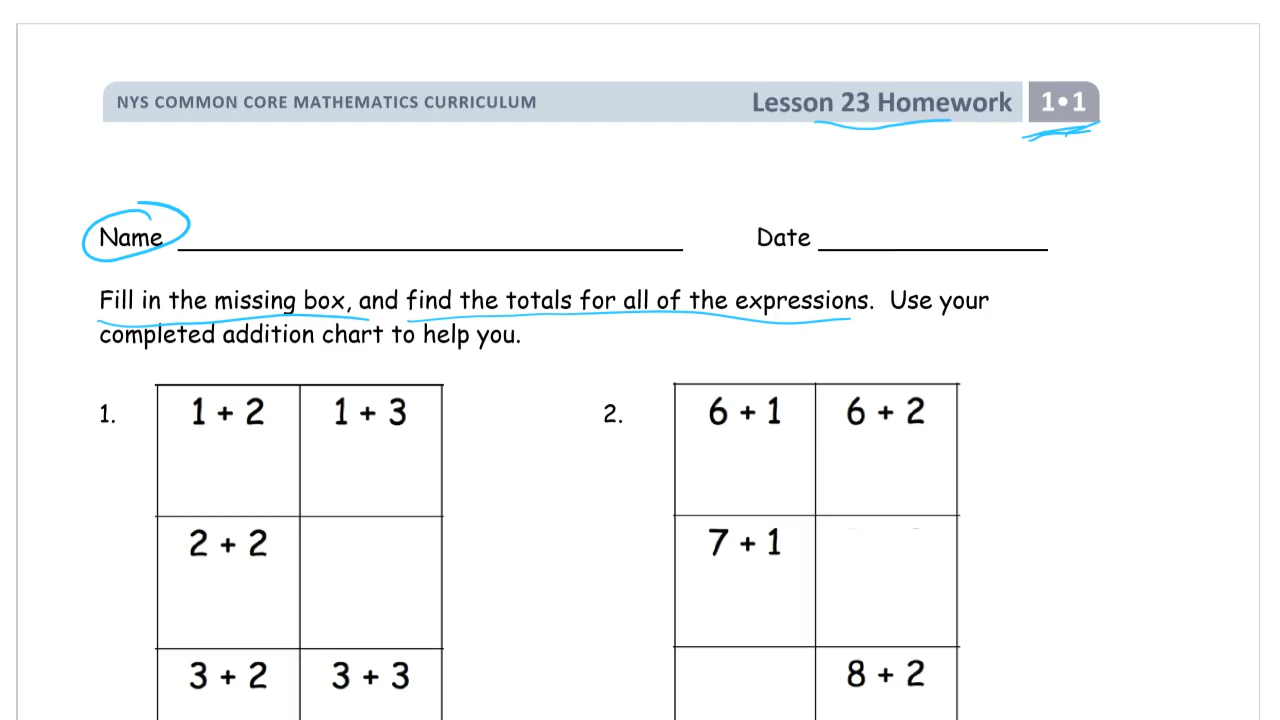 NYS COMMON CORE MATHEMATICS CURRICULUM Lesson 23 Homework 1•1
Name Date
Fill in the missing box, and find the totals for all of the expressions. Use your
completed addition chart to help you.
1. 1 + 2 1 + 3 2. 6 + 1 6 + 2
2 + 2 7 + 1
3 + 2 3 + 3 8 + 2